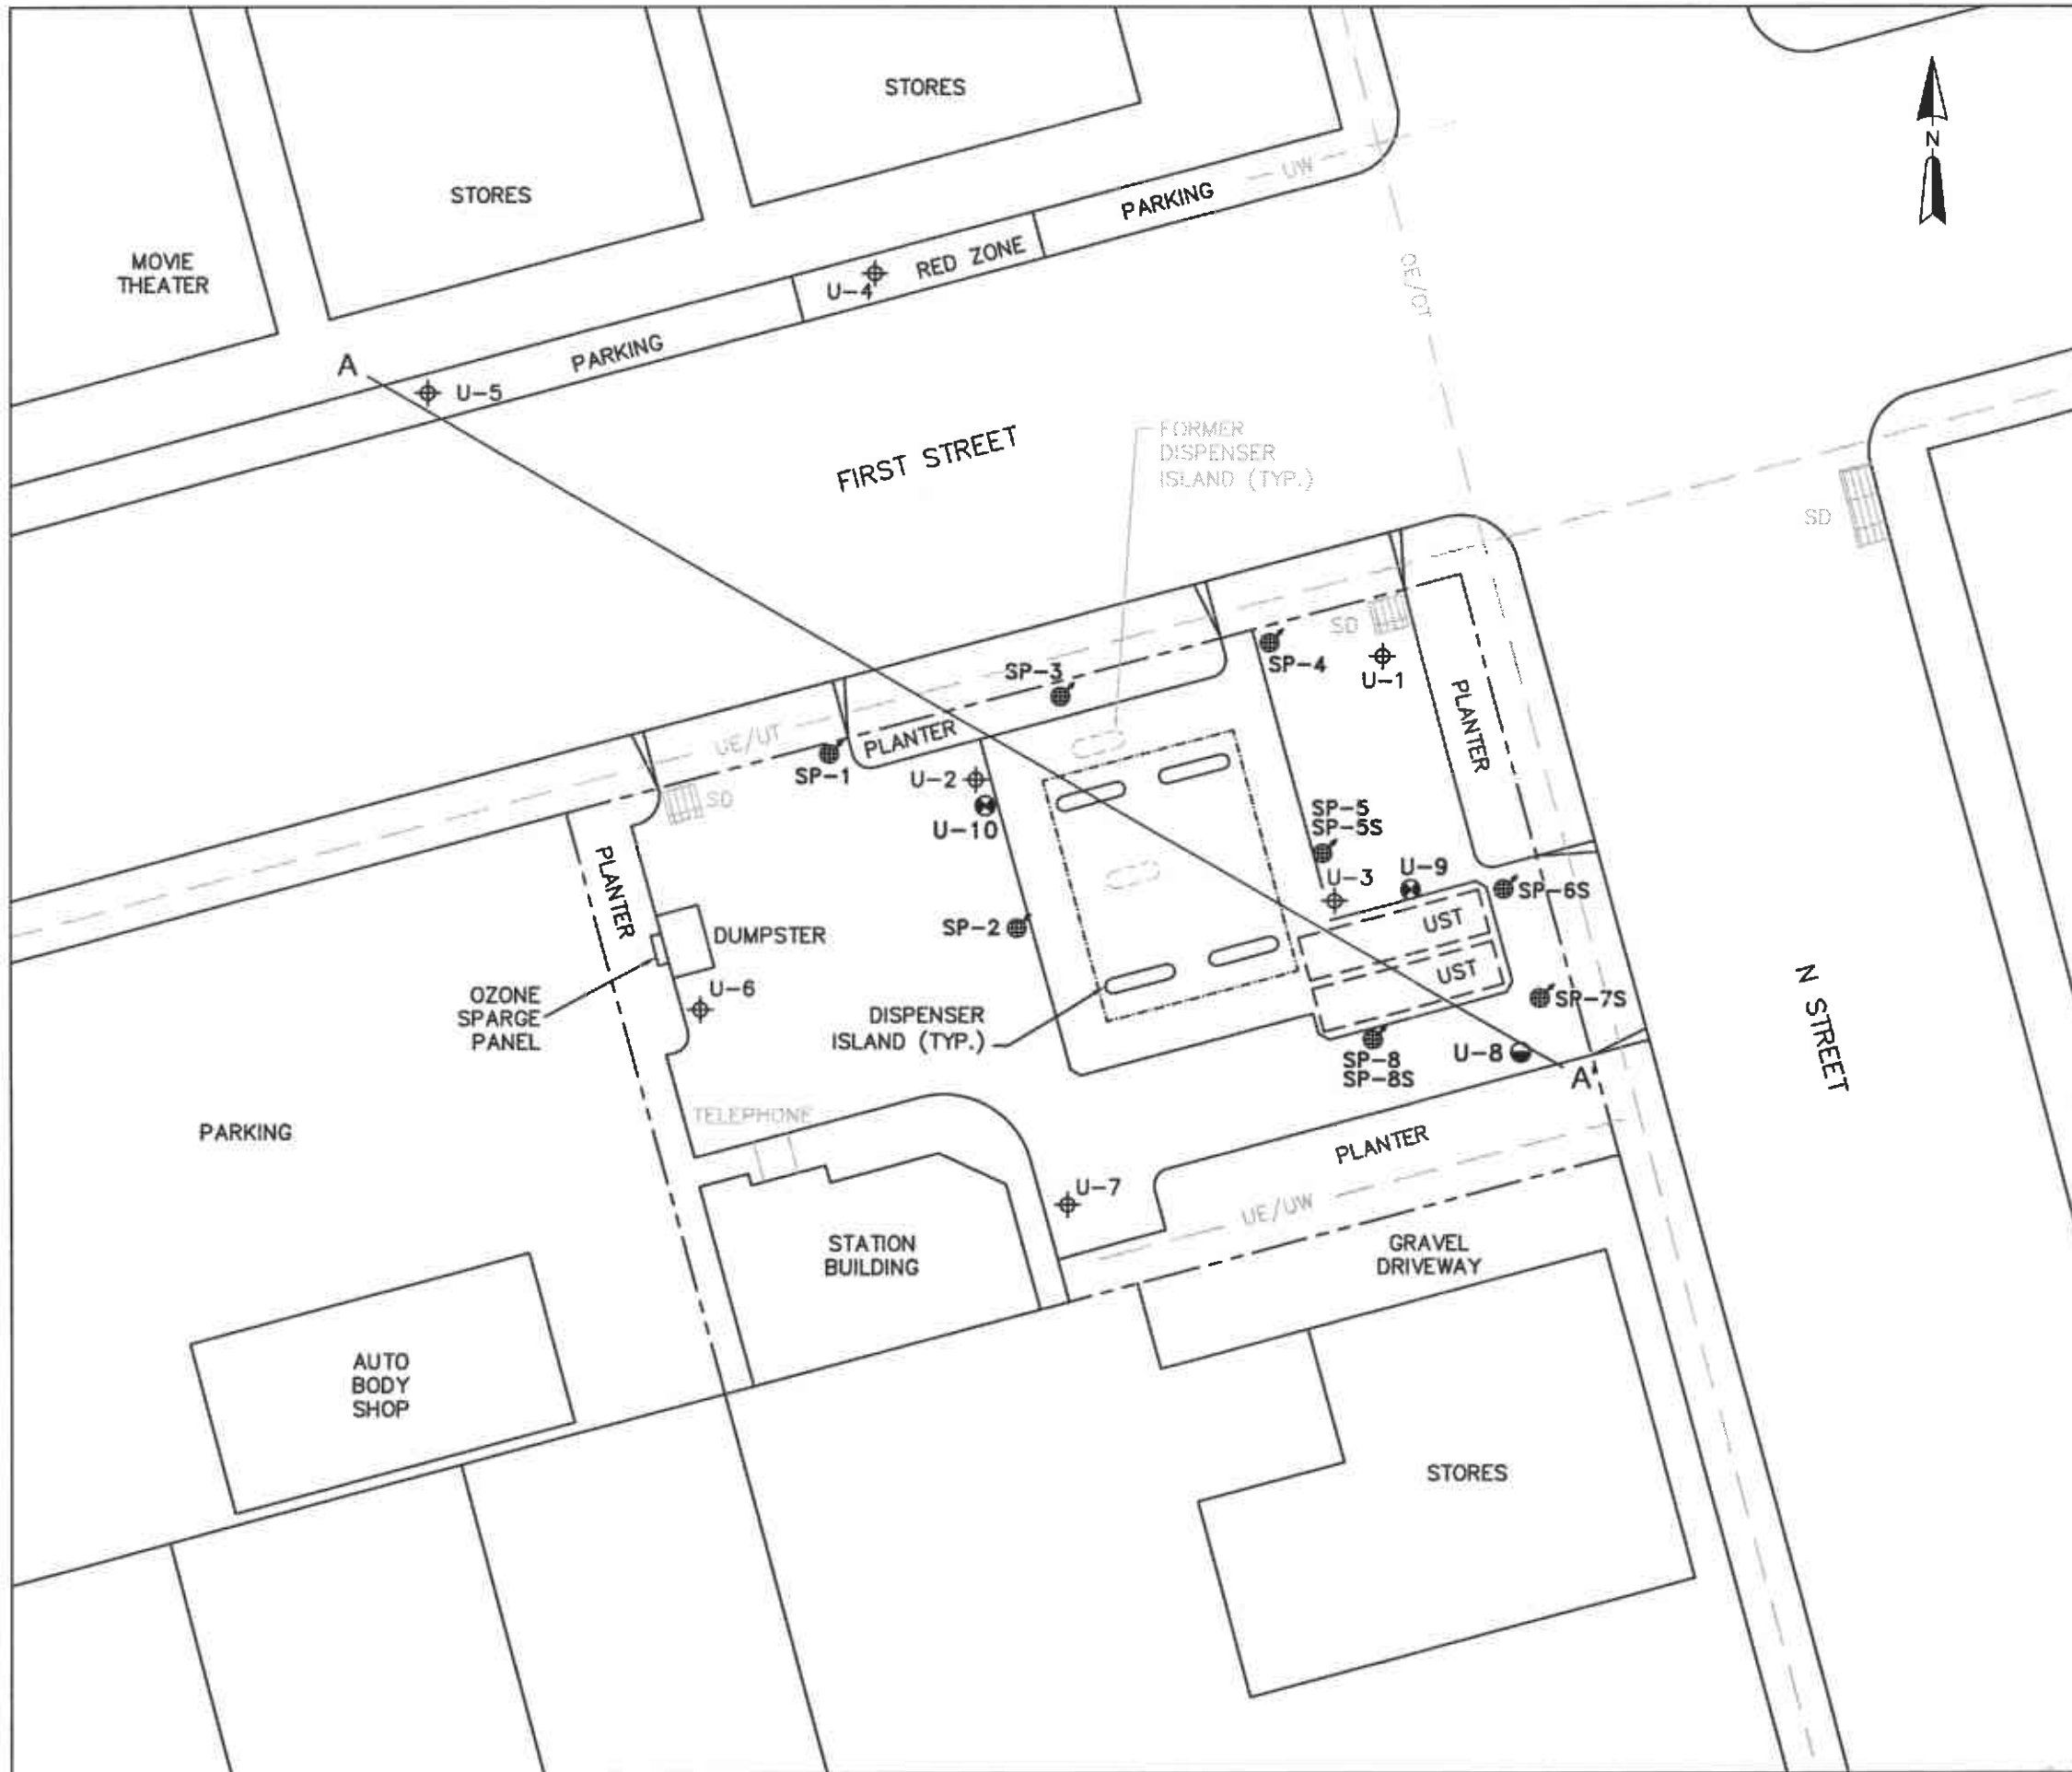 STORES
N
UW
PARKING
STORES
RED ZONE
U-4
MOVIE
THEATER
OE/OT
PARKING
A
U-5
FORMER
DISPENSER
ISLAND (TYP.)
FIRST STREET
SD
SD
SP-4
SP-3
U-1
PLANTER
UE/UT
PLANTER
SP-1
U-2
SD
U-10
SP-5
SP-5S
PLANTER
U-9
U-3
SP-6S
UST
SP-2
DUMPSTER
UST
U-6
OZONE
SPARGE
PANEL
SP-7S
DISPENSER
ISLAND (TYP.)
N STREET
U-8
SP-8
SP-8S
A'
TELEPHONE
PARKING
PLANTER
U-7
UE/UW
STATION
BUILDING
GRAVEL
DRIVEWAY
AUTO
BODY
SHOP
STORES